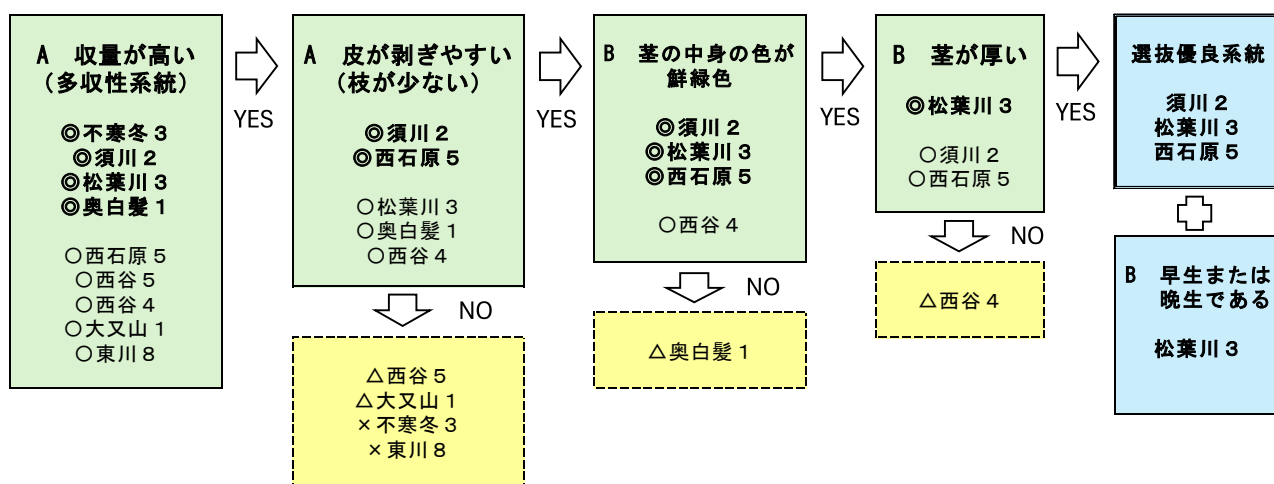 A　収量が高い
（多収性系統）
◎不寒冬３
◎須川２
◎松葉川３
◎奥白髪１
○西石原５
○西谷５
○西谷４
○大又山１
○東川８
YES
A　皮が剥ぎやすい
（枝が少ない）
◎須川２
◎西石原５
○松葉川３
○奥白髪１
○西谷４
NO
△西谷５
△大又山１
×不寒冬３
×東川８
YES
B　茎の中身の色が
鮮緑色
◎須川２
◎松葉川３
◎西石原５
○西谷４
NO
△奥白髪１
YES
B　茎が厚い
◎松葉川３
○須川２
○西石原５
NO
△西谷４
YES
選抜優良系統
須川２
松葉川３
西石原５
B　早生または
晩生である
松葉川３